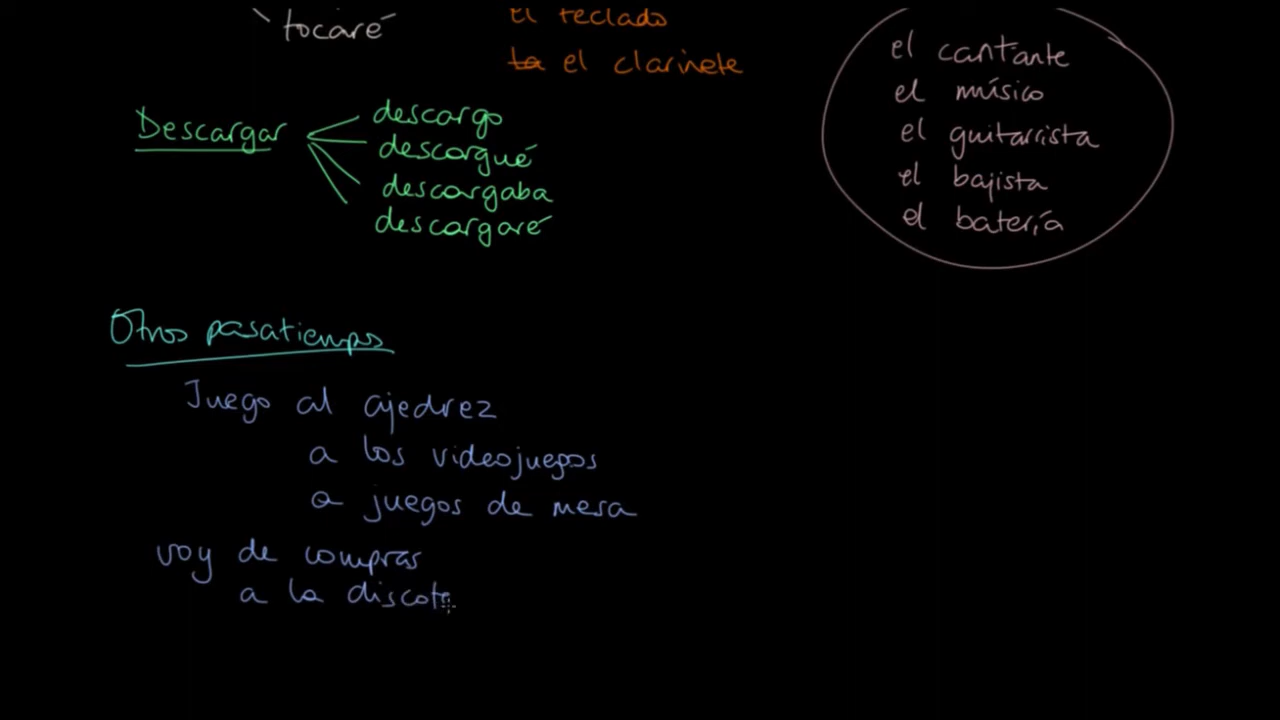 tocaré
el teclado
la el clarinete
el cantante
el músico
el guitarrista
el bajista
el batería
Descargar
descargo
descargué
descargaba
descargaré
Otros pasatiempos
Juego al ajedrez
a los videojuegos
a juegos de mesa
voy de compras
a la discote